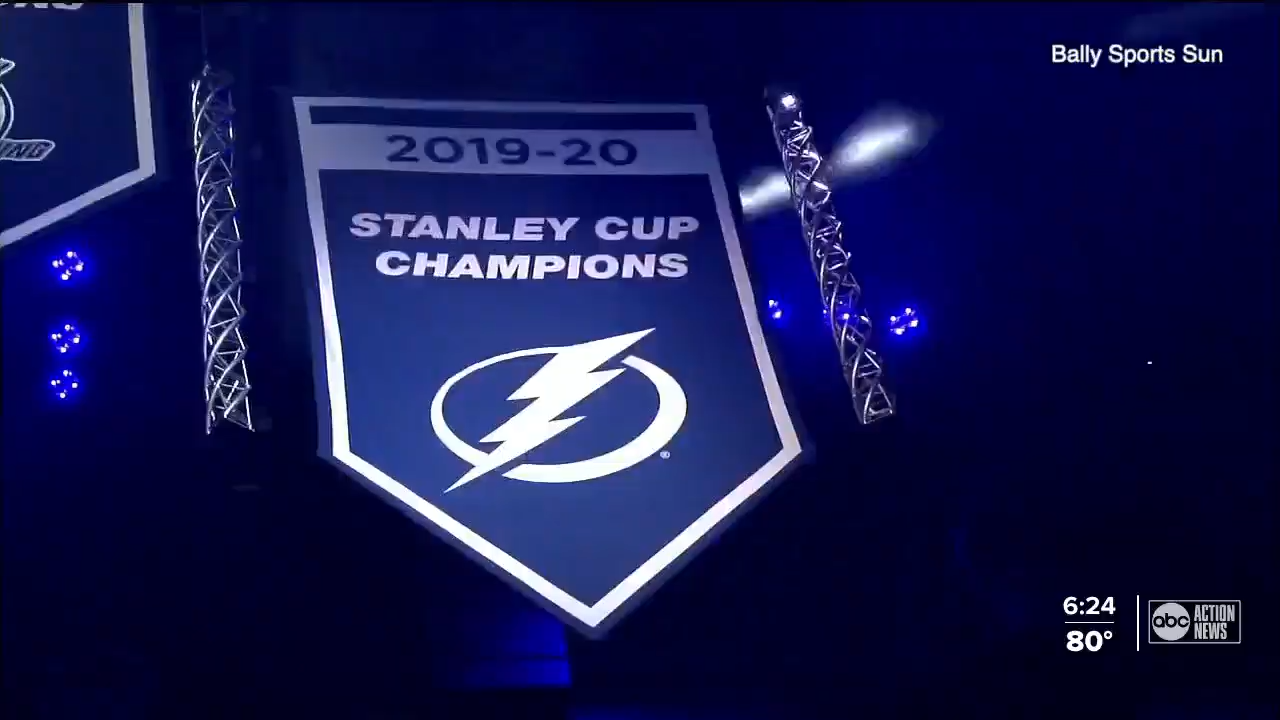 Bally Sports Sun
2019-20
STANLEY CUP
CHAMPIONS
®
6:24
80°
abc ACTION
NEWS